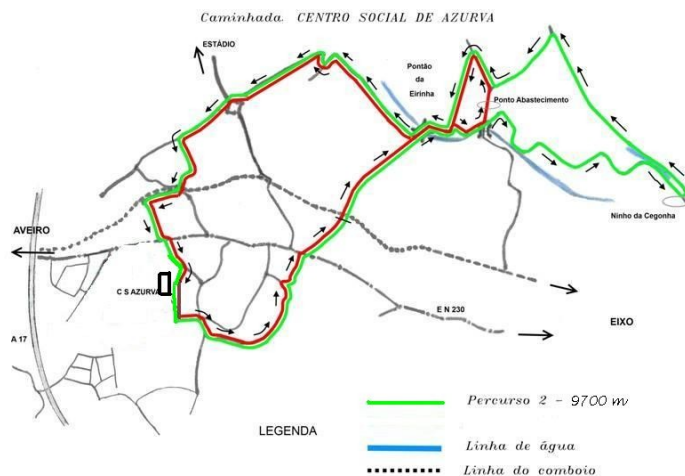 Caminhada CENTRO SOCIAL DE AZURVA
ESTÁDIO
Pontão
da
Eirinha
Ponto Abastecimento
Ninho da Cegonha
AVEIRO
C S AZURVA
E N 230
EIXO
A 17
LEGENDA
Percurso 2 - 9700 m
Linha de água
Linha do comboio